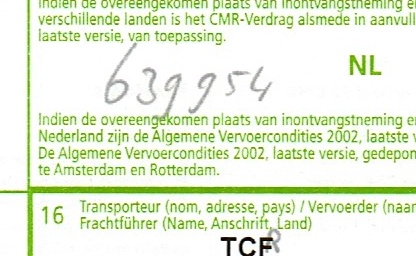 Indien de overeengekomen plaats van inontvangstneming e
verschillende landen is het CMR-Verdrag alsmede in aanvull
laatste versie, van toepassing.
639954
NL
Indien de overeengekomen plaats van inontvangstneming e
Nederland zijn de Algemene Vervoercondities 2002, laatste v
De Algemene Vervoercondities 2002, laatste versie, gedepon
te Amsterdam en Rotterdam.
16 Transporteur (nom, adresse, pays) / Vervoerder (naar
Frachtführer (Name, Anschrift, Land)
TCF